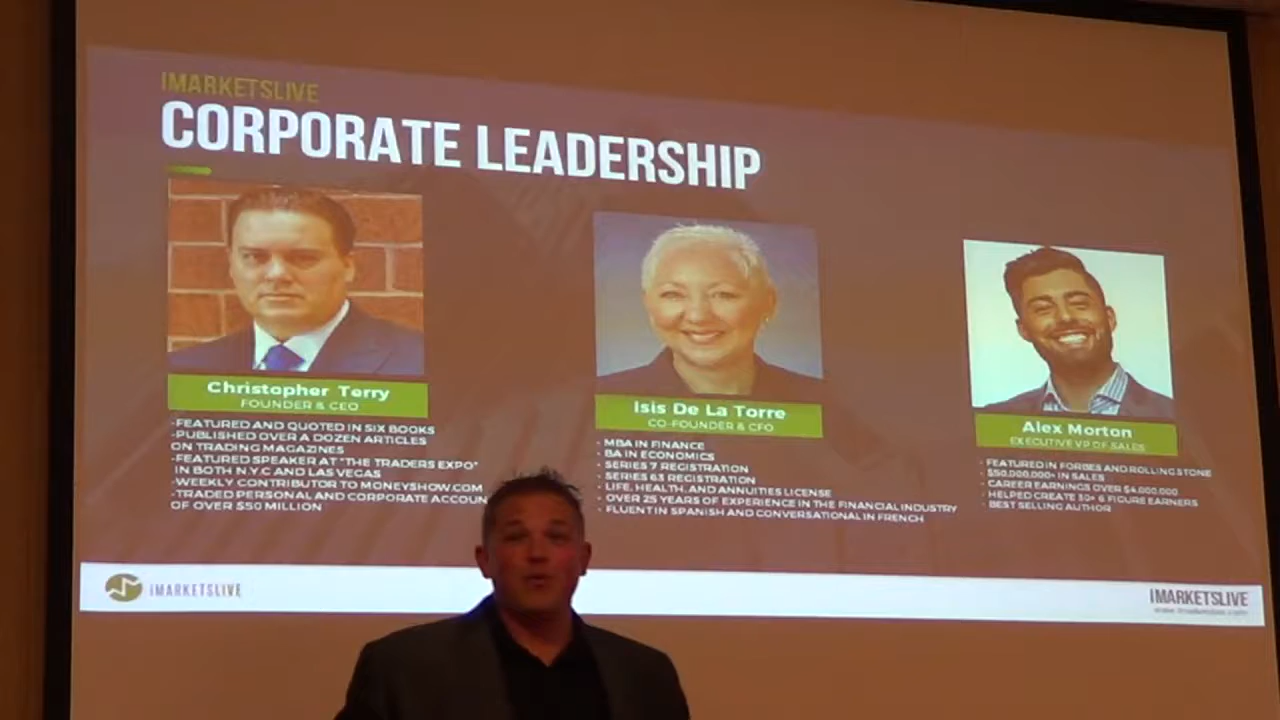 IMARKETSLIVE
CORPORATE LEADERSHIP
Christopher Terry
FOUNDER & CEO
-FEATURED AND QUOTED IN SIX BOOKS
-PUBLISHED OVER A DOZEN ARTICLES
ON TRADING MAGAZINES
-FEATURED SPEAKER AT "THE TRADERS EXPO"
IN BOTH N.Y.C AND LAS VEGAS
-WEEKLY CONTRIBUTOR TO MONEYSHOW.COM
-TRADED PERSONAL AND CORPORATE ACCOUN
OF OVER $50 MILLION
Isis De La Torre
CO-FOUNDER & CFO
- MBA IN FINANCE
- BA IN ECONOMICS
- SERIES 7 REGISTRATION
- SERIES 63 REGISTRATION
- LIFE, HEALTH, AND ANNUITIES LICENSE
- OVER 25 YEARS OF EXPERIENCE IN THE FINANCIAL INDUSTRY
- FLUENT IN SPANISH AND CONVERSATIONAL IN FRENCH
Alex Morton
EXECUTIVE VP OF SALES
- FEATURED IN FORBES AND ROLLING STONE
- $50,000,000+ IN SALES
- CAREER EARNINGS OVER $4,000,000
- HELPED CREATE 30+ 6 FIGURE EARNERS
- BEST SELLING AUTHOR
IMARKETSLIVE
IMARKETSLIVE